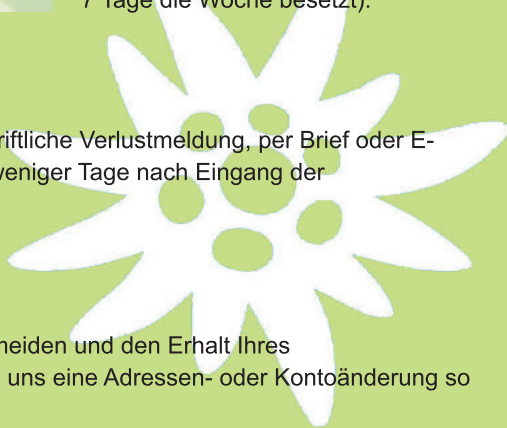 7 Tage die Woche besetzt).
riftliche Verlustmeldung, per Brief oder E-
weniger Tage nach Eingang der
neiden und den Erhalt Ihres
uns eine Adressen- oder Kontoänderung so